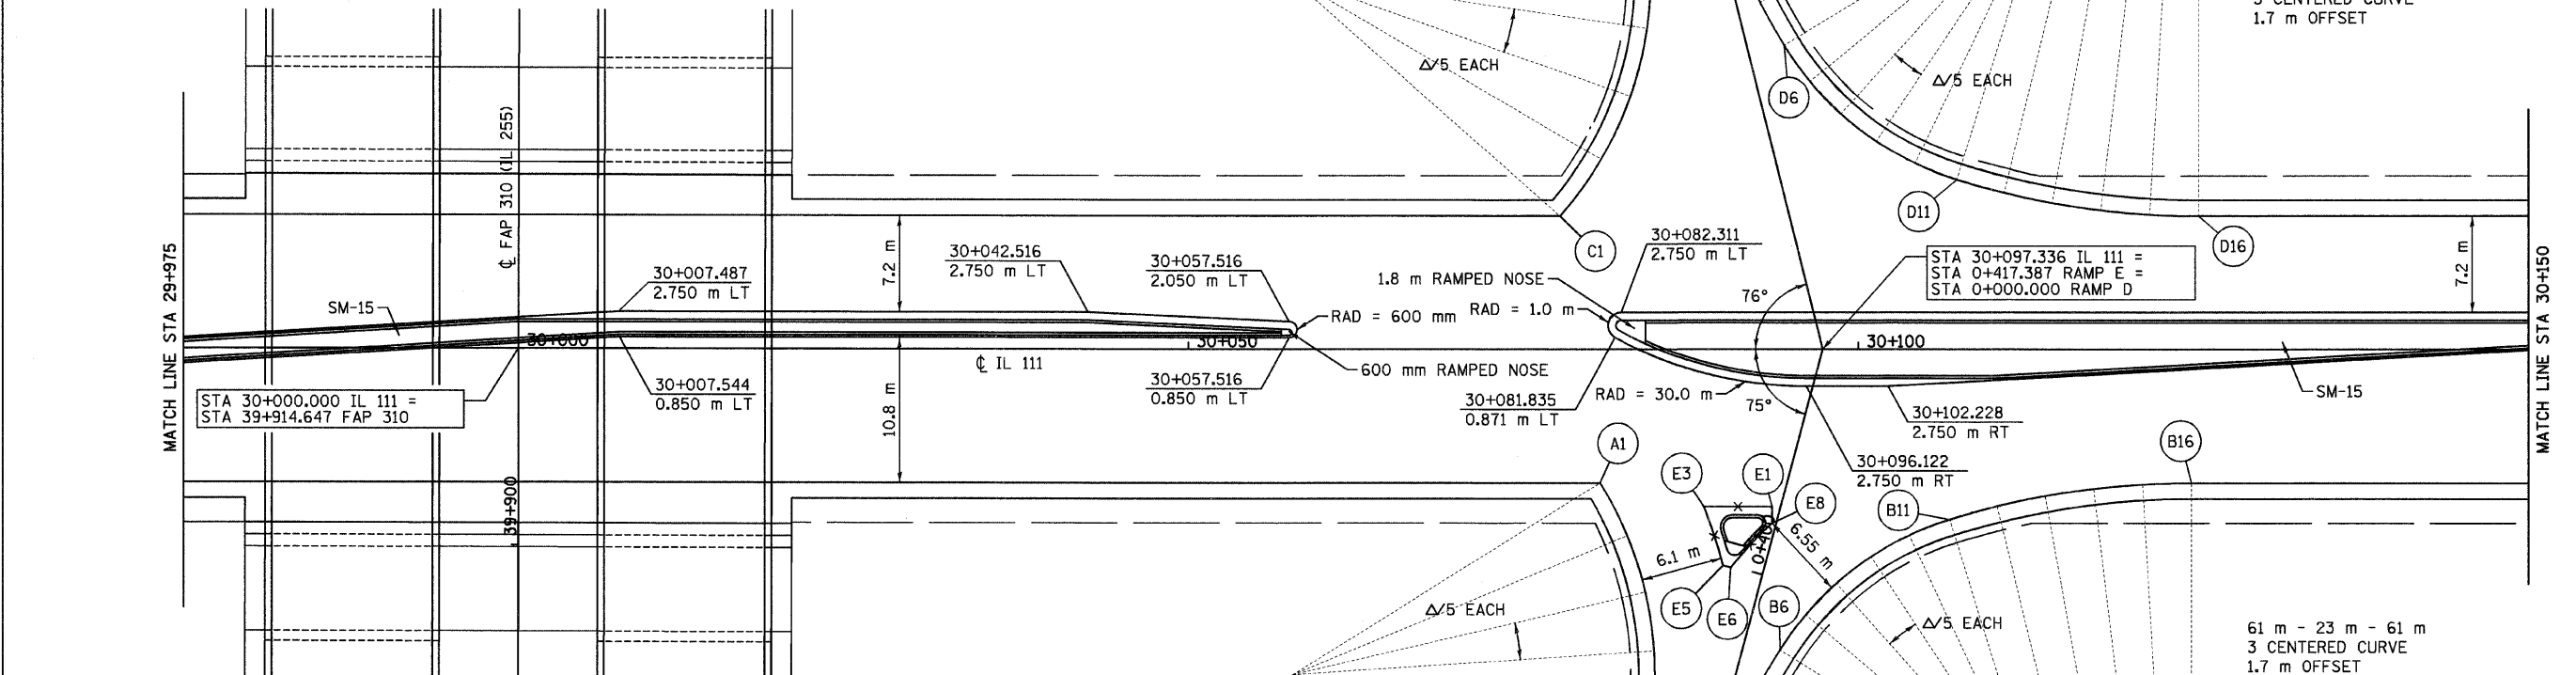 3 CENTERED CURVE
1.7 m OFFSET
Δ/5 EACH
Δ/5 EACH
D6
D11
D16
C1
MATCH LINE STA 29+975
℄ FAP 310 (IL 255)
7.2 m
SM-15
30+007.487
2.750 m LT
30+042.516
2.750 m LT
30+057.516
2.050 m LT
30+082.311
2.750 m LT
1.8 m RAMPED NOSE
RAD = 600 mm
RAD = 1.0 m
76°
STA 30+097.336 IL 111 =
STA 0+417.387 RAMP E =
STA 0+000.000 RAMP D
7.2 m
MATCH LINE STA 30+150
30+000
30+050
30+100
℄ IL 111
600 mm RAMPED NOSE
STA 30+000.000 IL 111 =
STA 39+914.647 FAP 310
30+007.544
0.850 m LT
10.8 m
30+057.516
0.850 m LT
30+081.835
0.871 m LT
RAD = 30.0 m
75°
30+102.228
2.750 m RT
SM-15
30+096.122
2.750 m RT
39+900
A1
E3
E1
E8
B11
B16
6.1 m
0+40
6.55 m
E5
E6
B6
Δ/5 EACH
Δ/5 EACH
61 m - 23 m - 61 m
3 CENTERED CURVE
1.7 m OFFSET